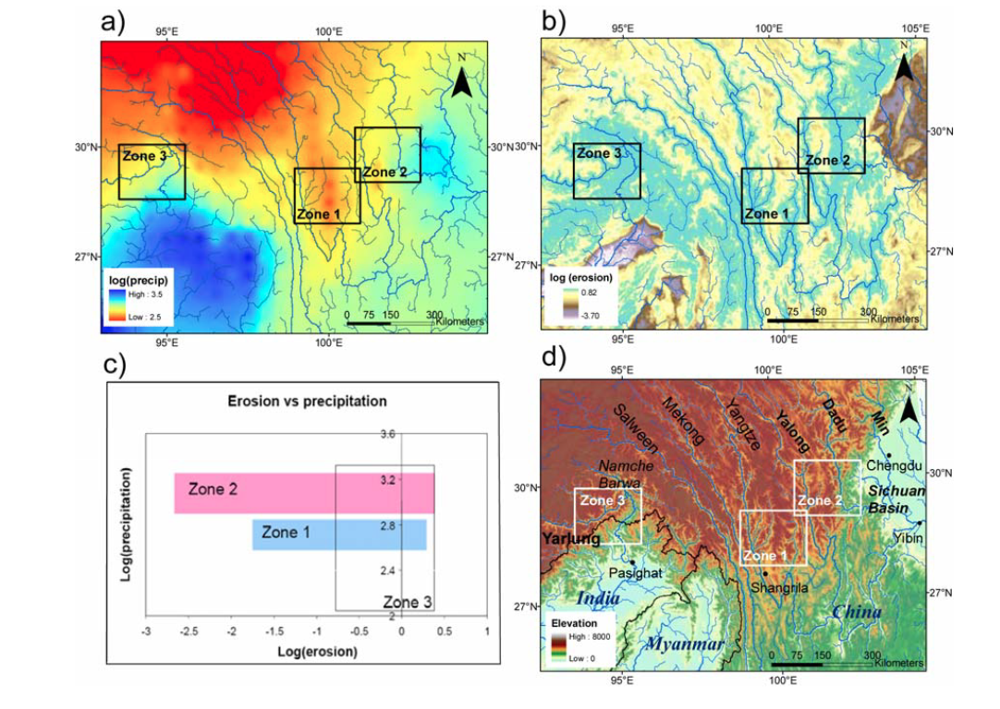 a)
95°E
100°E
N
30°N
27°N
Zone 3
Zone 2
Zone 1
log(precip)
High : 3.5
Low : 2.5
0 75 150 300
Kilometers
95°E
100°E
b)
95°E
100°E
105°E
N
30°N
30°N
27°N
27°N
Zone 3
Zone 2
Zone 1
log (erosion)
0.82
-3.70
0 75 150 300
Kilometers
95°E
100°E
c)
Erosion vs precipitation
Log(precipitation)
3.6
3.2
2.8
2.4
2
Zone 2
Zone 1
Zone 3
-3 -2.5 -2 -1.5 -1 -0.5 0 0.5 1
Log(erosion)
d)
95°E
100°E
105°E
N
30°N
30°N
27°N
27°N
Salween
Mekong
Yangtze
Yalong
Dadu
Min
Chengdu
Namche
Barwa
Sichuan
Basin
Zone 3
Zone 2
Zone 1
Yibin
Yarlung
Pasighat
Shangrila
India
China
Myanmar
Elevation
High : 8000
Low : 0
0 75 150 300
Kilometers
95°E
100°E